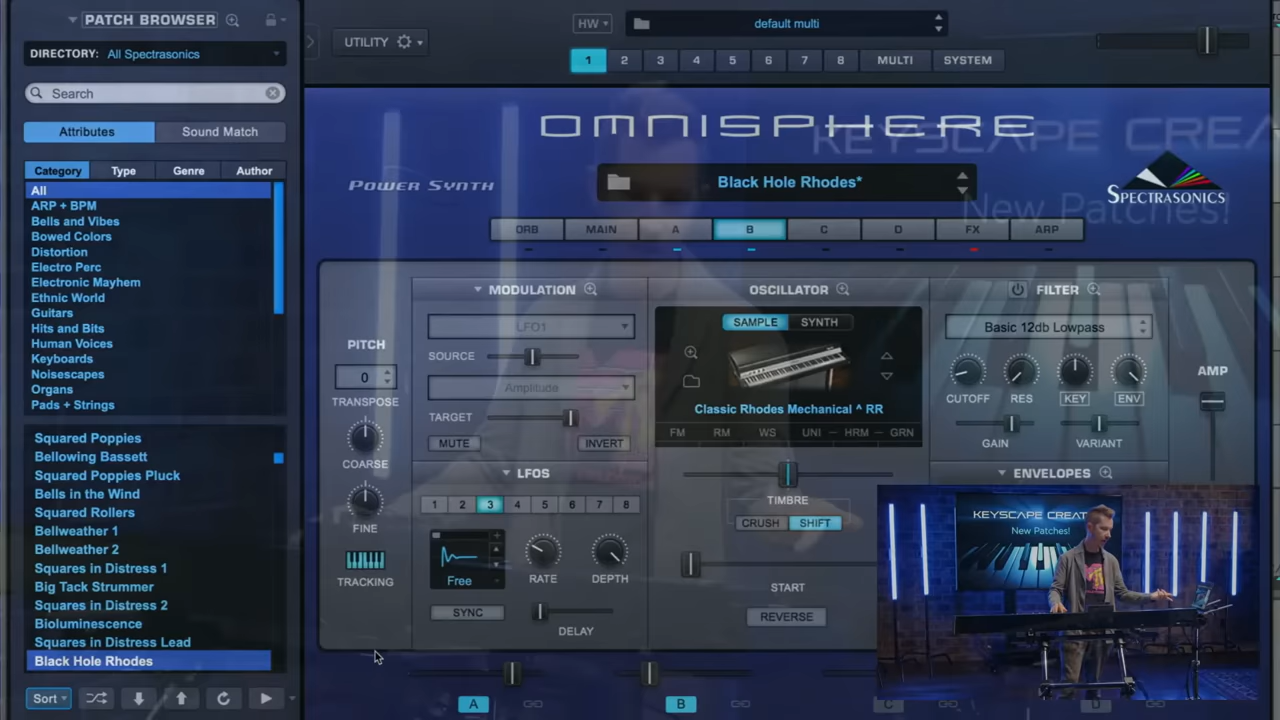 PATCH BROWSER
DIRECTORY: All Spectrasonics
Search
Attributes
Sound Match
Category
Type
Genre
Author
All
ARP + BPM
Bells and Vibes
Bowed Colors
Distortion
Electro Perc
Electronic Mayhem
Ethnic World
Guitars
Hits and Bits
Human Voices
Keyboards
Noisescapes
Organs
Pads + Strings
Squared Poppies
Bellowing Bassett
Squared Poppies Pluck
Bells in the Wind
Squared Rollers
Bellweather 1
Bellweather 2
Squares in Distress 1
Big Tack Strummer
Squares in Distress 2
Bioluminescence
Squares in Distress Lead
Black Hole Rhodes
Sort
UTILITY
HW
default multi
1 2 3 4 5 6 7 8 MULTI SYSTEM
OMNISPHERE
KEYSCAPE CREA
New Patches!
POWER SYNTH
Black Hole Rhodes*
SPECTRASONICS
ORB MAIN A B C D FX ARP
PITCH
0
TRANSPOSE
COARSE
FINE
TRACKING
MODULATION
LFO1
SOURCE
Amplitude
TARGET
MUTE INVERT
LFOS
1 2 3 4 5 6 7 8
Free
RATE
DEPTH
SYNC
DELAY
OSCILLATOR
SAMPLE SYNTH
Classic Rhodes Mechanical ^ RR
FM RM WS UNI – HRM – GRN
TIMBRE
CRUSH SHIFT
START
REVERSE
FILTER
Basic 12db Lowpass
CUTOFF RES KEY ENV
GAIN VARIANT
ENVELOPES
AMP
KEYSCAPE CREAT
New Patches!
A B C D